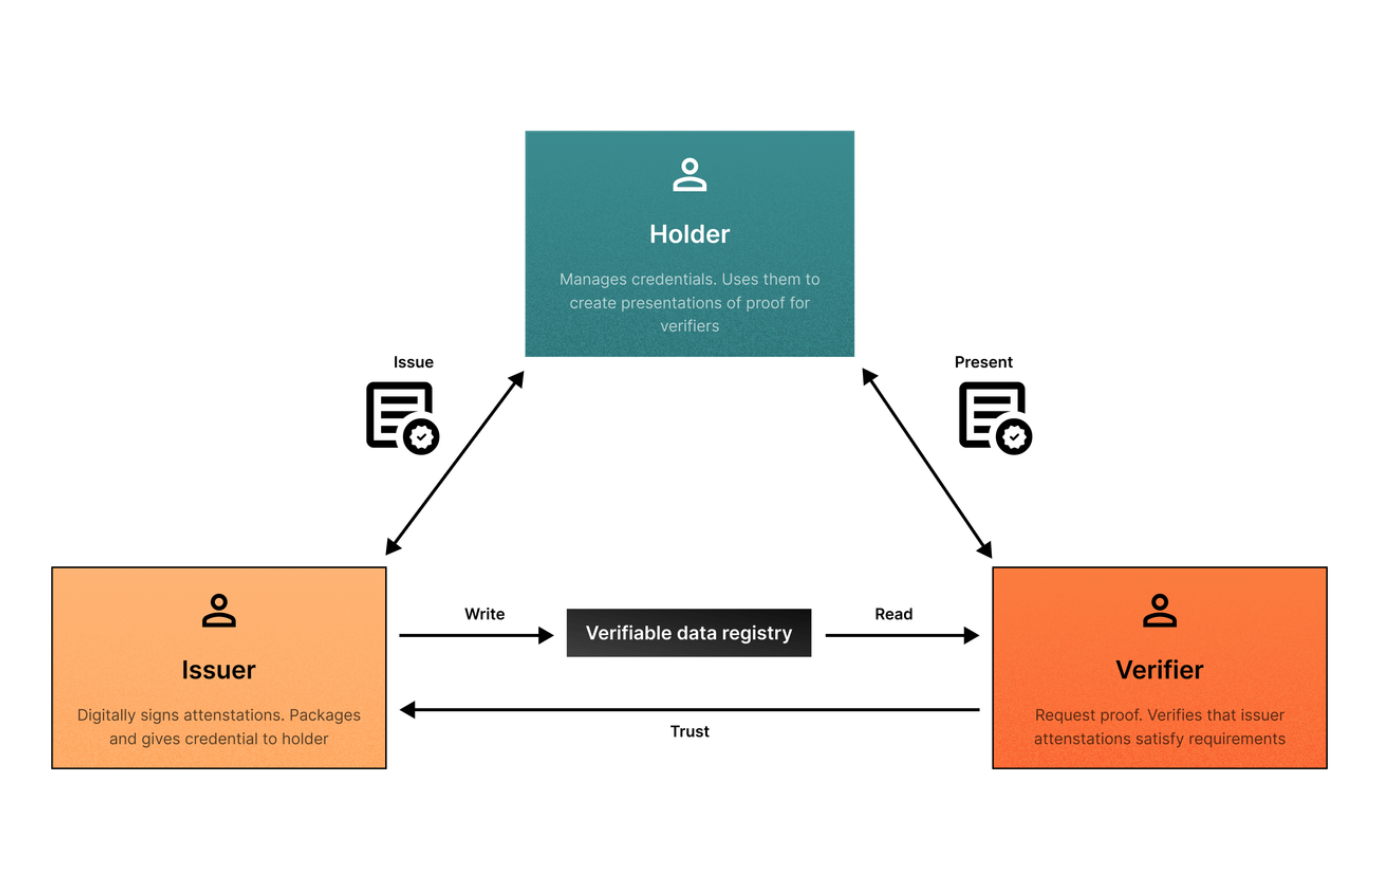 Holder
Manages credentials. Uses them to
create presentations of proof for
verifiers
Issue
Present
Issuer
Digitally signs attenstations. Packages
and gives credential to holder
Write
Verifiable data registry
Read
Trust
Verifier
Request proof. Verifies that issuer
attenstations satisfy requirements